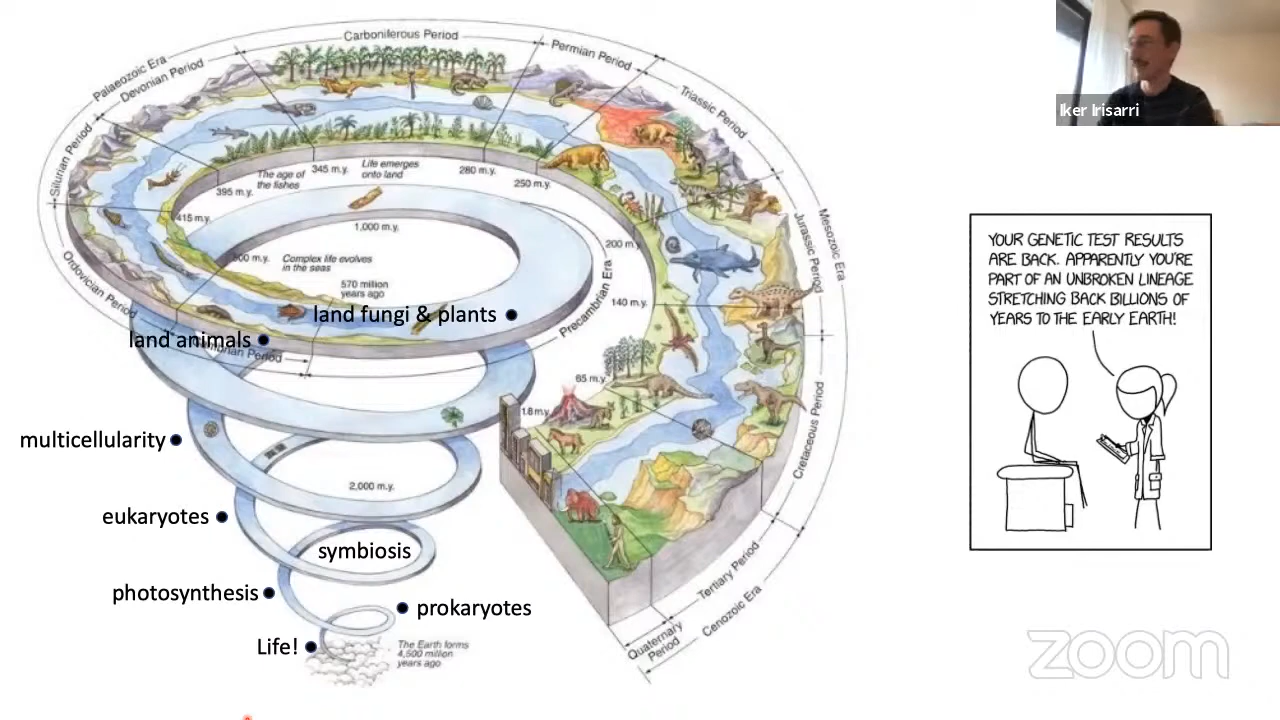 Carboniferous Period
Permian Period
Palaeozoic Era
Devonian Period
Triassic Period
Silurian Period
Iker Irisarri
The age of
the fishes
345 m.y.
Life emerges
onto land
280 m.y.
250 m.y.
395 m.y.
415 m.y.
1,000 m.y.
200 m.y.
Mesozoic Era
Jurassic Period
Complex life evolves
in the seas
570 million
years ago
Ordovician Period
Precambrian Era
140 m.y.
land fungi & plants
land animals
Period
65 m.y.
1.8 m.y.
Cretaceous Period
multicellularity
2,000 m.y.
eukaryotes
symbiosis
photosynthesis
prokaryotes
Life!
The Earth forms
4,500 million
years ago
Tertiary Period
Cenozoic Era
Quaternary
Period
YOUR GENETIC TEST RESULTS
ARE BACK. APPARENTLY YOU'RE
PART OF AN UNBROKEN LINEAGE
STRETCHING BACK BILLIONS OF
YEARS TO THE EARLY EARTH!
zoom